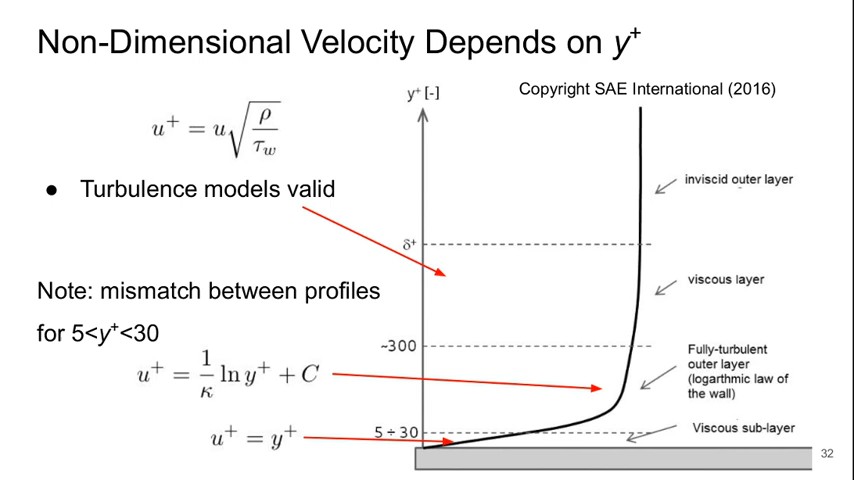 Non-Dimensional Velocity Depends on y⁺
y⁺ [-]
Copyright SAE International (2016)
u⁺ = u√(ρ/τ_w)
● Turbulence models valid
inviscid outer layer
δ⁺
viscous layer
Note: mismatch between profiles
for 5<y⁺<30
~300
Fully-turbulent
outer layer
(logarthmic law of
the wall)
u⁺ = 1/κ ln y⁺ + C
5 ÷ 30
Viscous sub-layer
u⁺ = y⁺
32